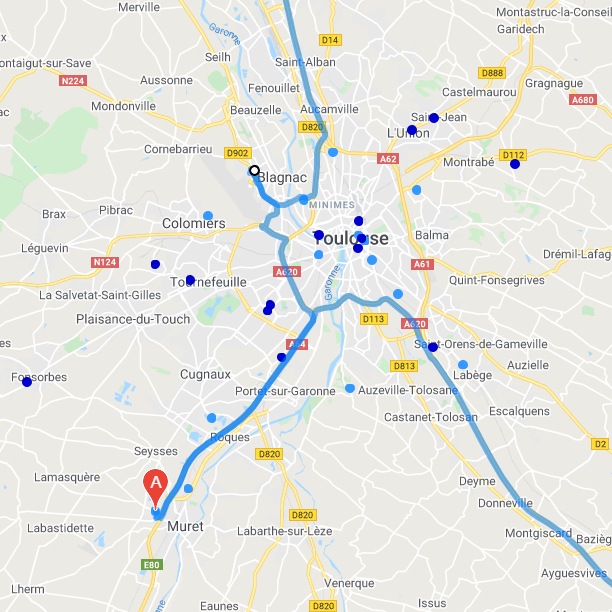 Merville
Montastruc-la-Conseil
Garonne
D14
Garidech
Seilh
ontaigut-sur-Save
Saint-Alban
N224
Aussonne
Fenouillet
D888
Gragnague
Castelmaurou
A680
Mondonville
Beauzelle
Aucamville
Saint-Jean
D820
L'Union
Cornebarrieu
D902
A62
Montrabé
D112
Blagnac
MINIMES
Brax
Pibrac
Colomiers
Toulouse
Balma
Léguevin
Drémil-Lafage
N124
A620
A61
Tournefeuille
Garonne
Quint-Fonsegrives
La Salvetat-Saint-Gilles
Plaisance-du-Touch
D113
A620
A64
Saint-Orens-de-Gameville
D813
Auzielle
Fonsorbes
Cugnaux
Labège
Portet-sur-Garonne
Auzeville-Tolosane
Escalquens
Castanet-Tolosan
Roques
D2
Seysses
D820
Lamasquère
A
Deyme
Donneville
Labastidette
Muret
D820
Labarthe-sur-Lèze
Montgiscard
Bazièg
E80
Ayguesvives
Lherm
Venerque
Eaunes
D820
Issus